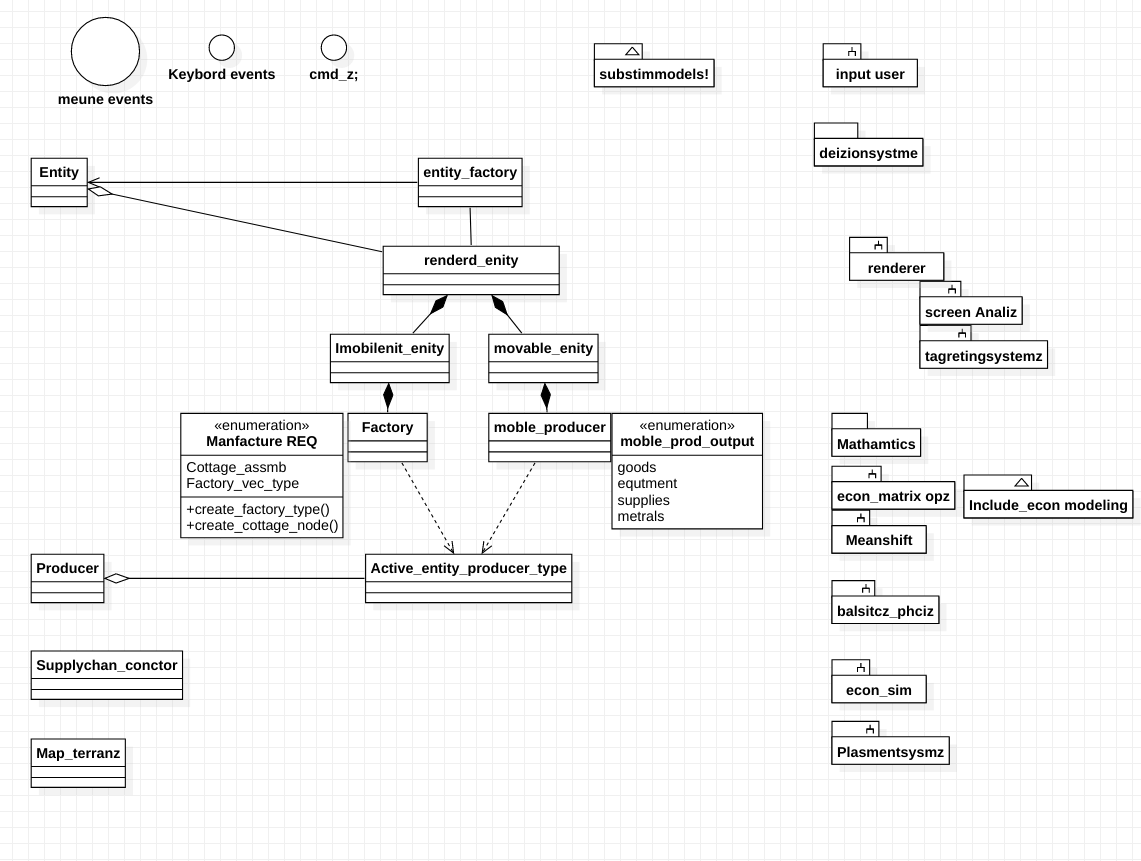 meune events
Keybord events
cmd_z;
substimmodels!
input user
deizionsystme
Entity
entity_factory
renderd_enity
renderer
screen Analiz
tagretingsystemz
Imobilenit_enity
movable_enity
«enumeration»
Manfacture REQ
Cottage_assmb
Factory_vec_type
+create_factory_type()
+create_cottage_node()
Factory
moble_producer
«enumeration»
moble_prod_output
goods
equtment
supplies
metrals
Mathamtics
econ_matrix opz
Include_econ modeling
Meanshift
Producer
Active_entity_producer_type
balsitcz_phciz
Supplychan_conctor
econ_sim
Map_terranz
Plasmentsysmz